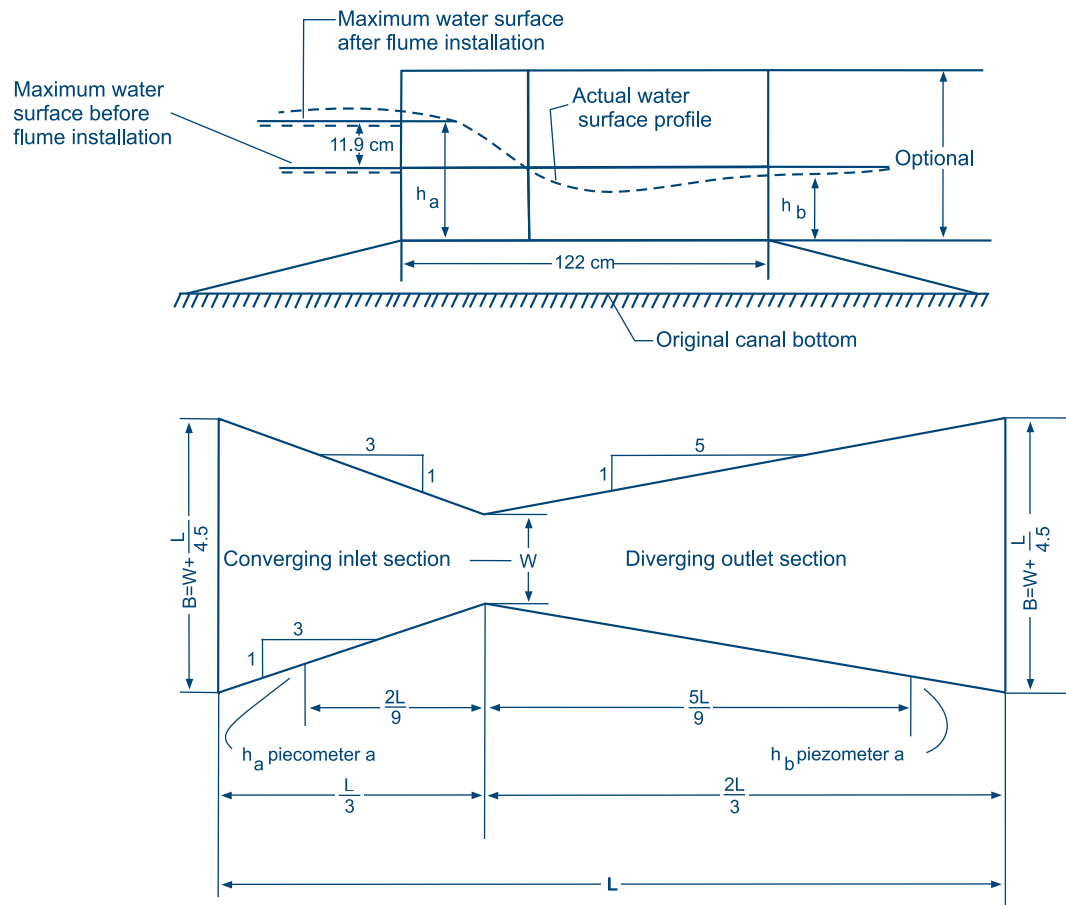 Maximum water surface
after flume installation
Maximum water
surface before
flume installation
11.9 cm
Actual water
surface profile
Optional
h a
h b
122 cm
Original canal bottom
3
1
5
1
B=W+ L/4.5
Converging inlet section
W
Diverging outlet section
B=W+ L/4.5
3
1
2L/9
5L/9
h a piecometer a
h b piezometer a
L/3
2L/3
L